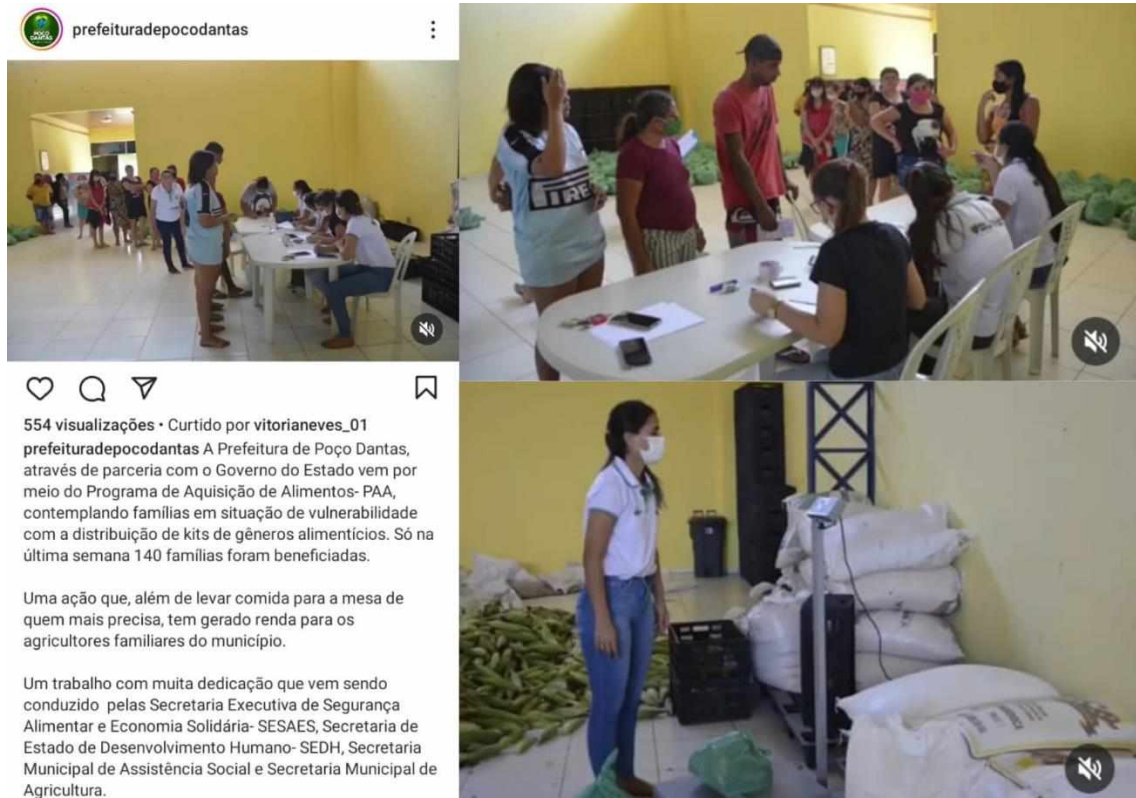 POÇO
DANTAS
prefeituradepocodantas
PIRE
554 visualizações • Curtido por vitorianeves_01
prefeituradepocodantas A Prefeitura de Poço Dantas,
através de parceria com o Governo do Estado vem por
meio do Programa de Aquisição de Alimentos- PAA,
contemplando famílias em situação de vulnerabilidade
com a distribuição de kits de gêneros alimentícios. Só na
última semana 140 famílias foram beneficiadas.
Uma ação que, além de levar comida para a mesa de
quem mais precisa, tem gerado renda para os
agricultores familiares do município.
Um trabalho com muita dedicação que vem sendo
conduzido pelas Secretaria Executiva de Segurança
Alimentar e Economia Solidária- SESAES, Secretaria de
Estado de Desenvolvimento Humano- SEDH, Secretaria
Municipal de Assistência Social e Secretaria Municipal de
Agricultura.